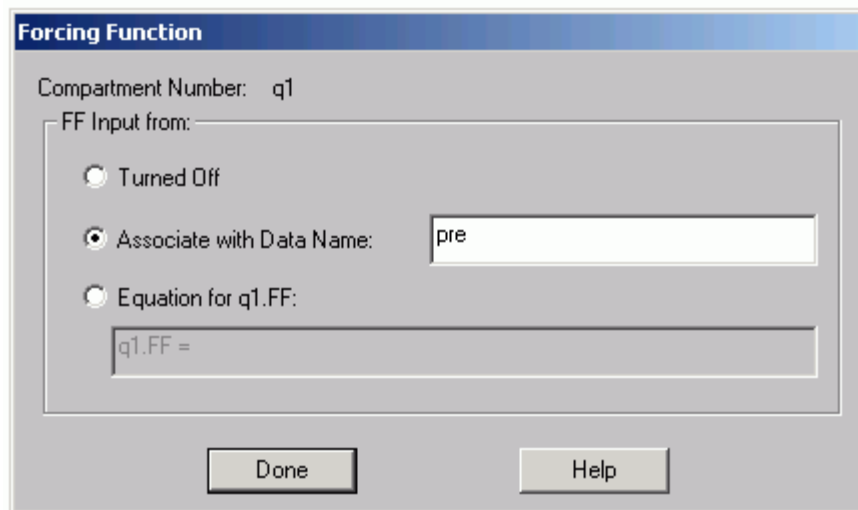 Forcing Function
Compartment Number: q1
FF Input from:
Turned Off
Associate with Data Name: pre
Equation for q1.FF:
q1.FF =
Done Help